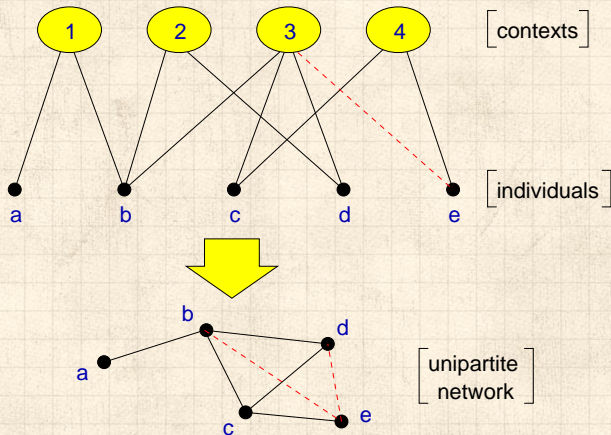 1 2 3 4 contexts
a b c d e individuals
b d
a unipartite
network
c e